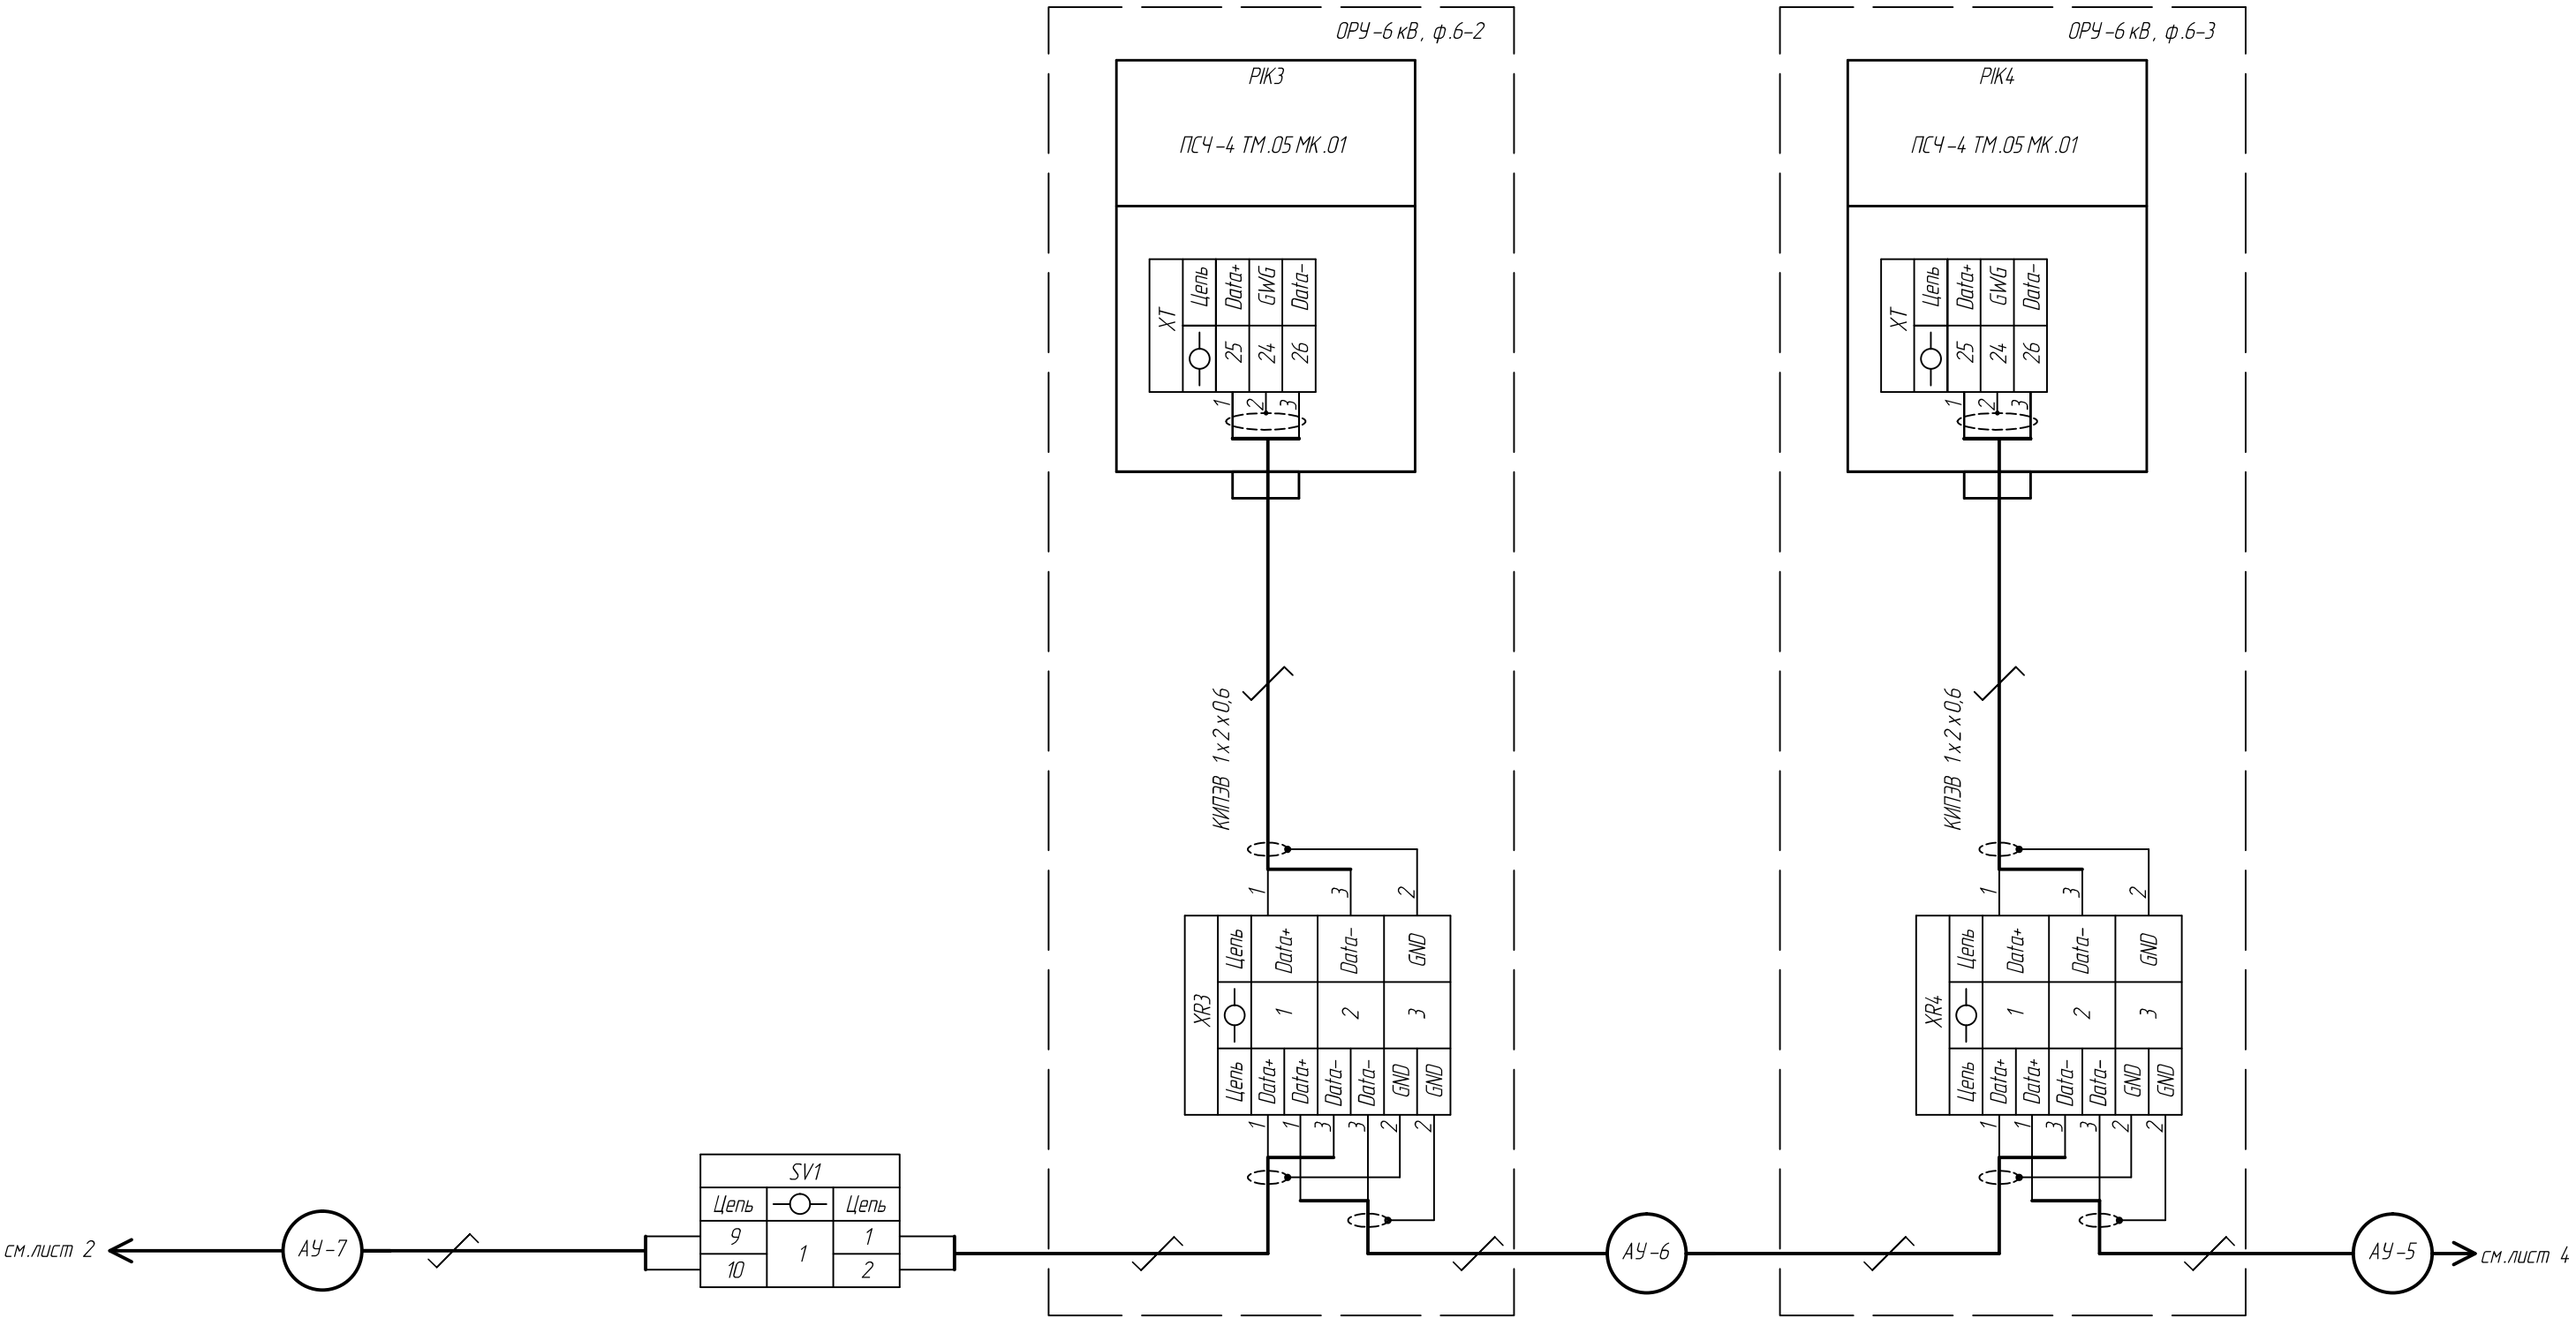 ОРУ-6 кВ, ф.6-2
PIK3
ПСЧ-4 ТМ.05 МК.01
XT
Цепь
Data+
GWG
Data-
25
24
26
1
2
3
КИПЭВ 1х2х0,6
1
3
2
XR3
Цепь
Data+
Data-
GND
1
2
3
Цепь
Data+
Data+
Data-
Data-
GND
GND
1
1
3
3
2
2
ОРУ-6 кВ, ф.6-3
PIK4
ПСЧ-4 ТМ.05 МК.01
XT
Цепь
Data+
GWG
Data-
25
24
26
1
2
3
КИПЭВ 1х2х0,6
1
3
2
XR4
Цепь
Data+
Data-
GND
1
2
3
Цепь
Data+
Data+
Data-
Data-
GND
GND
1
1
3
3
2
2
см.лист 2
АУ-7
SV1
Цепь
Цепь
9
1
1
10
2
АУ-6
АУ-5
см.лист 4